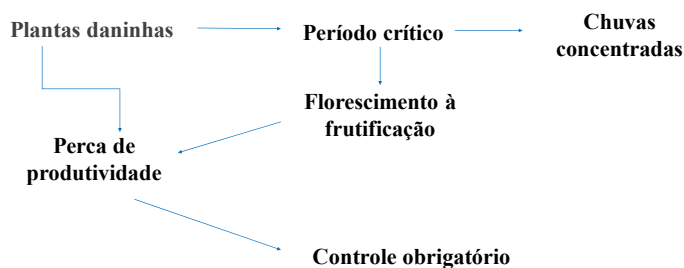 Plantas daninhas
Período crítico
Chuvas
concentradas
Florescimento à
frutificação
Perca de
produtividade
Controle obrigatório